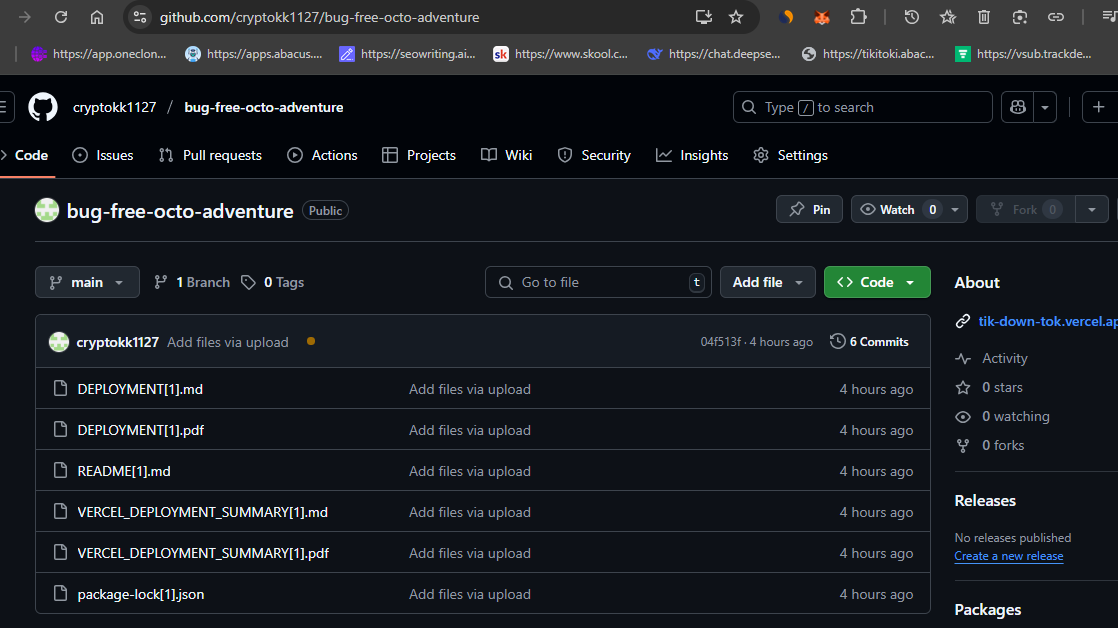 github.com/cryptokk1127/bug-free-octo-adventure
https://app.oneclon... https://apps.abacus.... https://seowriting.ai... sk https://www.skool.c... https://chat.deepse... https://tikitoki.abac... https://vsub.trackde...
cryptokk1127 / bug-free-octo-adventure Type / to search
Code Issues Pull requests Actions Projects Wiki Security Insights Settings
bug-free-octo-adventure Public Pin Watch 0 Fork 0
main 1 Branch 0 Tags Go to file t Add file Code About
tik-down-tok.vercel.ap
cryptokk1127 Add files via upload 04f513f · 4 hours ago 6 Commits
Activity
DEPLOYMENT[1].md Add files via upload 4 hours ago
0 stars
0 watching
DEPLOYMENT[1].pdf Add files via upload 4 hours ago
0 forks
README[1].md Add files via upload 4 hours ago
Releases
VERCEL_DEPLOYMENT_SUMMARY[1].md Add files via upload 4 hours ago
No releases published
VERCEL_DEPLOYMENT_SUMMARY[1].pdf Add files via upload 4 hours ago
Create a new release
package-lock[1].json Add files via upload 4 hours ago
Packages